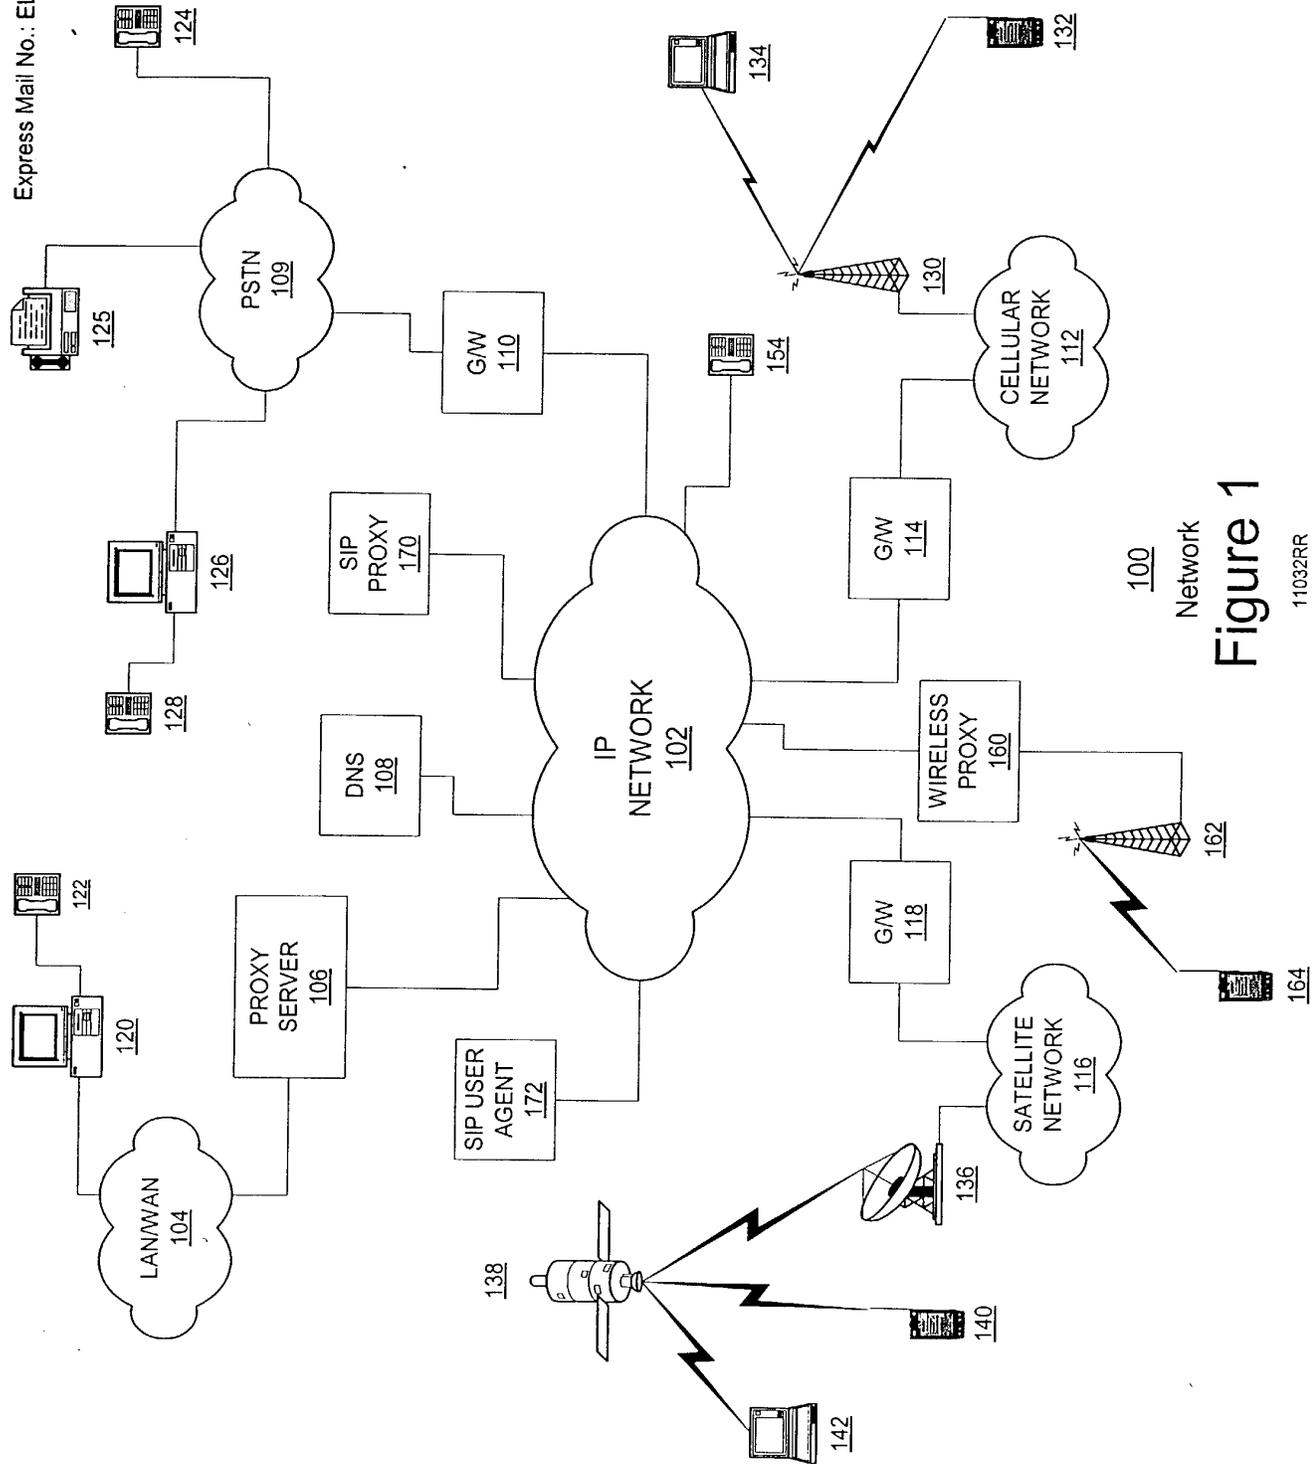 Express Mail No.: EL
LAN/WAN
104
120
122
PROXY
SERVER
106
128
126
125
124
PSTN
109
DNS
108
SIP
PROXY
170
G/W
110
SIP USER
AGENT
172
138
IP
NETWORK
102
154
134
132
130
142
140
136
G/W
118
WIRELESS
PROXY
160
G/W
114
SATELLITE
NETWORK
116
CELLULAR
NETWORK
112
164
162
100
Network
Figure 1
11032RR